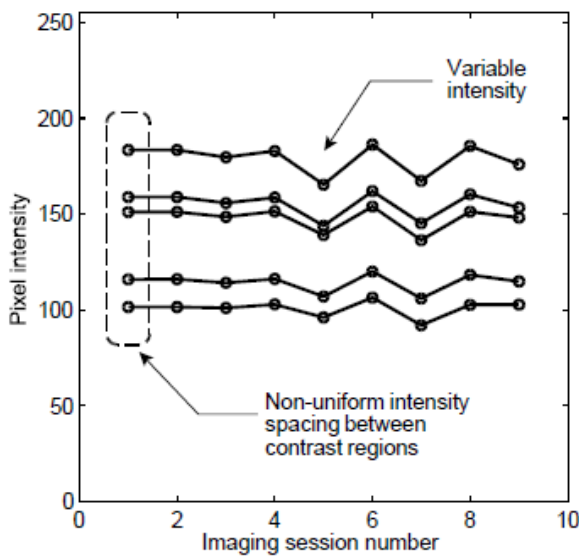 250
200
150
100
50
0
Pixel intensity
Variable
intensity
Non-uniform intensity
spacing between
contrast regions
0 2 4 6 8 10
Imaging session number